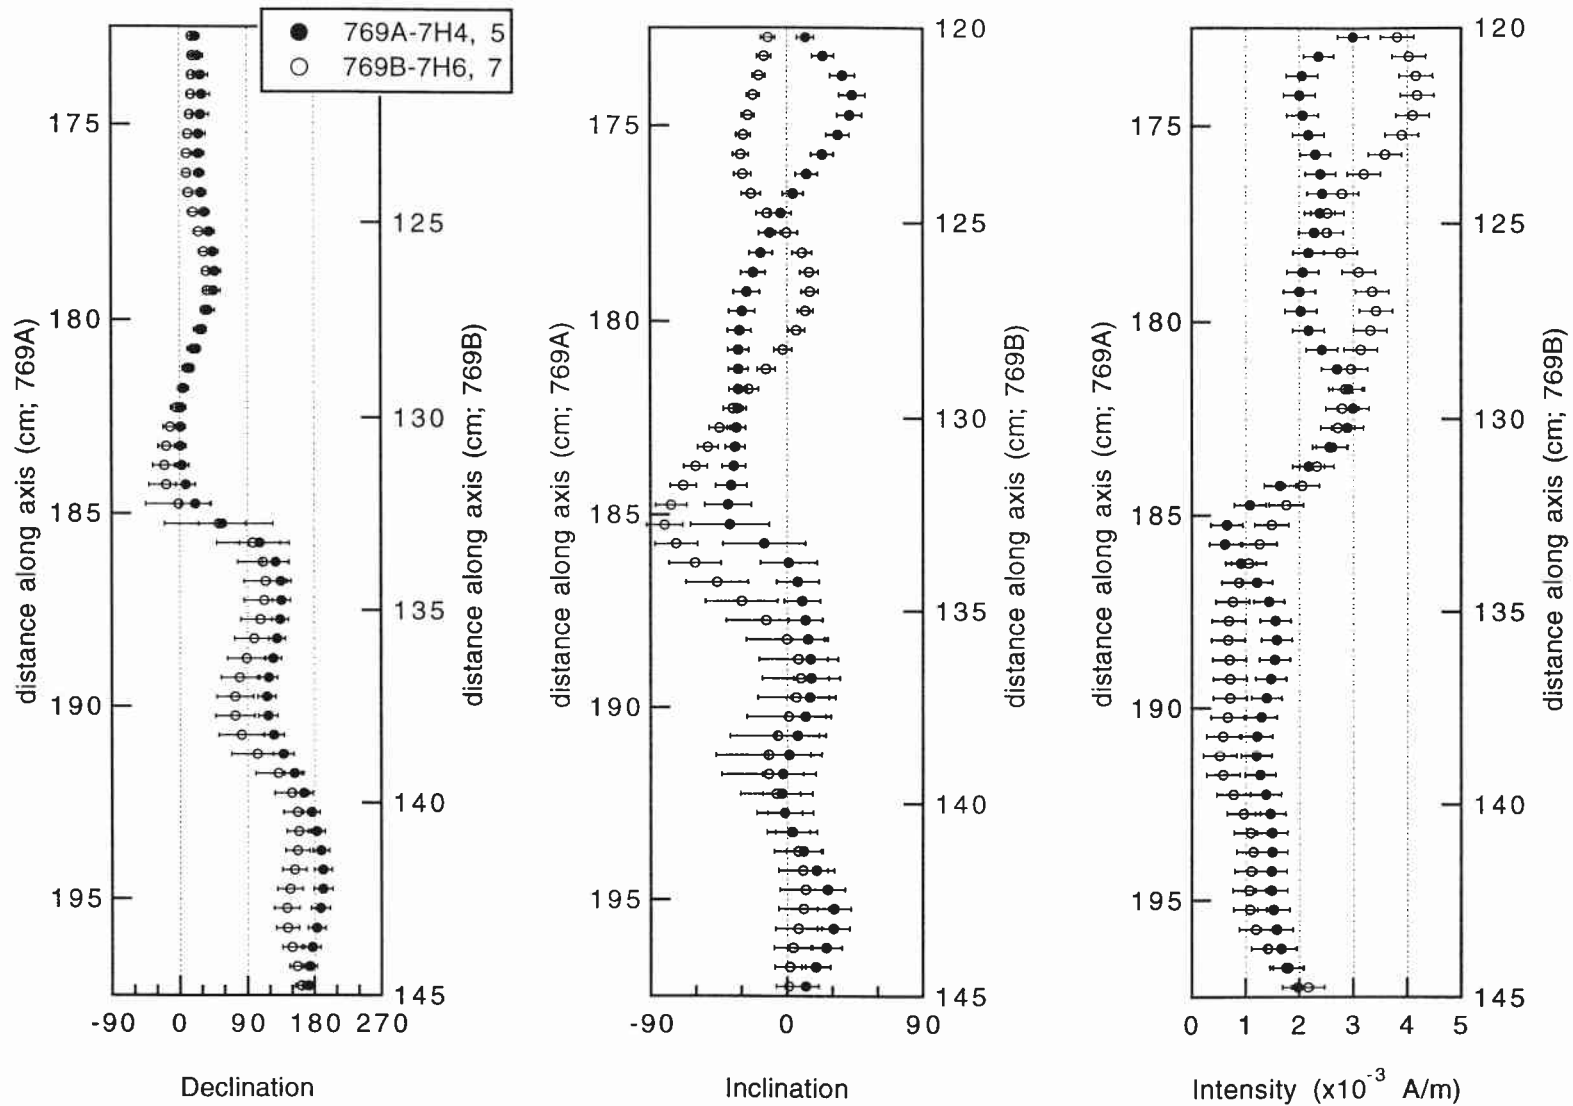 769A-7H4, 5
769B-7H6, 7
distance along axis (cm; 769A)
175
180
185
190
195
125
130
135
140
145
distance along axis (cm; 769B)
-90 0 90 180 270
Declination
distance along axis (cm; 769A)
175
180
185
190
195
120
125
130
135
140
145
distance along axis (cm; 769B)
-90 0 90
Inclination
distance along axis (cm; 769A)
175
180
185
190
195
120
125
130
135
140
145
distance along axis (cm; 769B)
0 1 2 3 4 5
Intensity (x10⁻³ A/m)